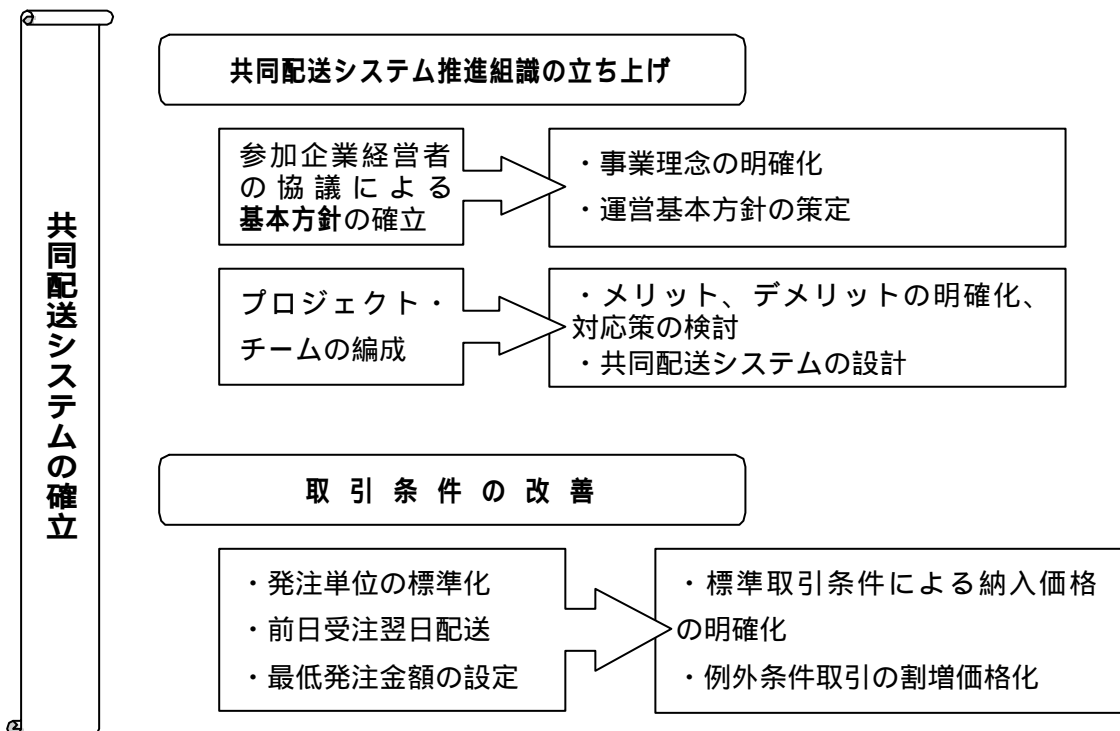 共同配送システムの確立
共同配送システム推進組織の立ち上げ
参加企業経営者
の協議による
基本方針の確立
・事業理念の明確化
・運営基本方針の策定
プロジェクト・
チームの編成
・メリット、デメリットの明確化、
対応策の検討
・共同配送システムの設計
取引条件の改善
・発注単位の標準化
・前日受注翌日配送
・最低発注金額の設定
・標準取引条件による納入価格
の明確化
・例外条件取引の割増価格化